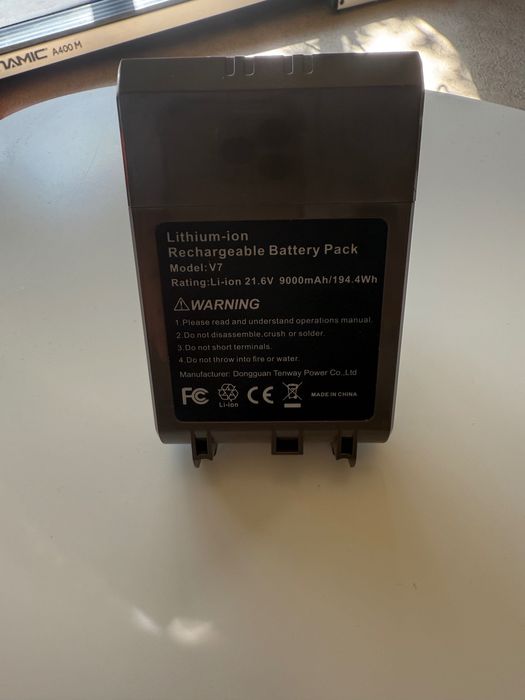 NAMIC A400M
Lithium-ion
Rechargeable Battery Pack
Model:V7
Rating:Li-ion 21.6V 9000mAh/194.4Wh
WARNING
1.Please read and understand operations manual.
2.Do not disassemble,crush or solder.
3.Do not short terminals.
4.Do not throw into fire or water.
Manufacturer: Dongguan Tenway Power Co.,Ltd
FC CE MADE IN CHINA
Li-ion